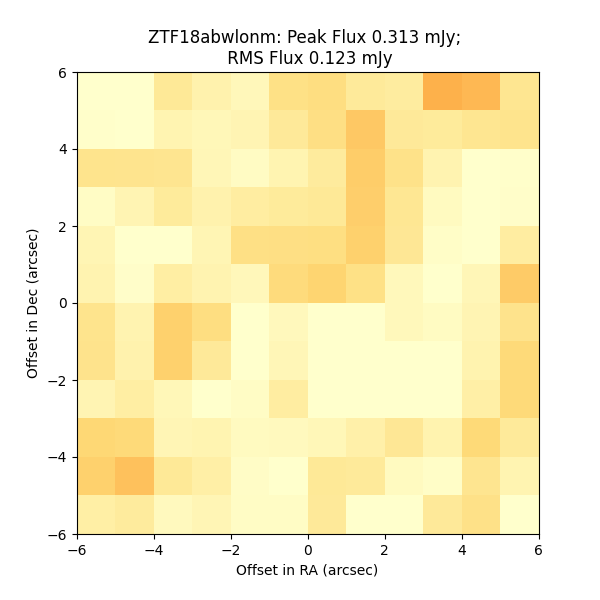 ZTF18abwlonm: Peak Flux 0.313 mJy;
RMS Flux 0.123 mJy
6
4
2
0
−2
−4
−6
Offset in Dec (arcsec)
−6 −4 −2 0 2 4 6
Offset in RA (arcsec)